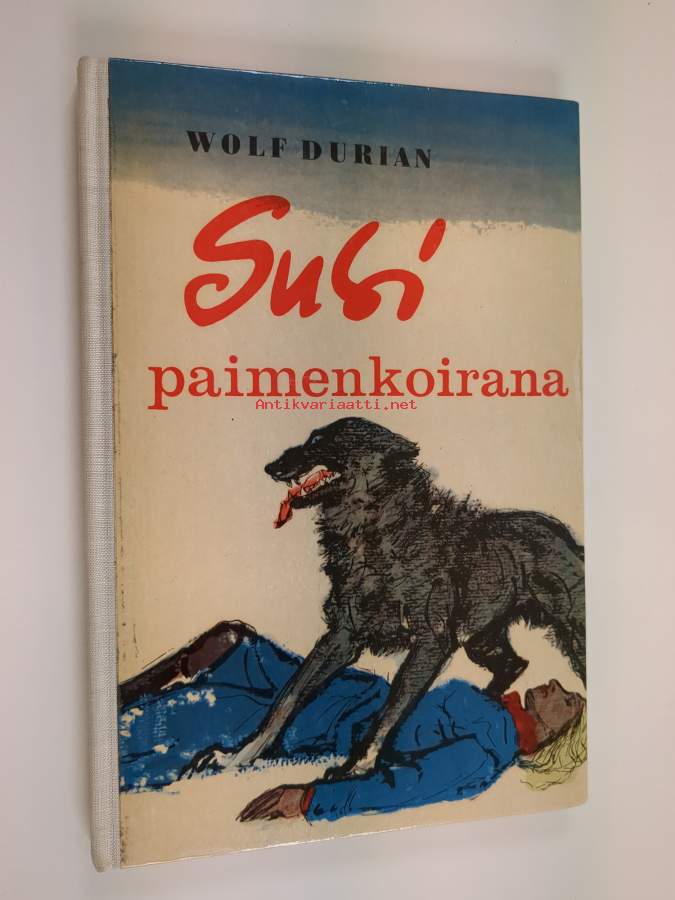 WOLF DURIAN
Susi
paimenkoirana
Antikvariaatti.net